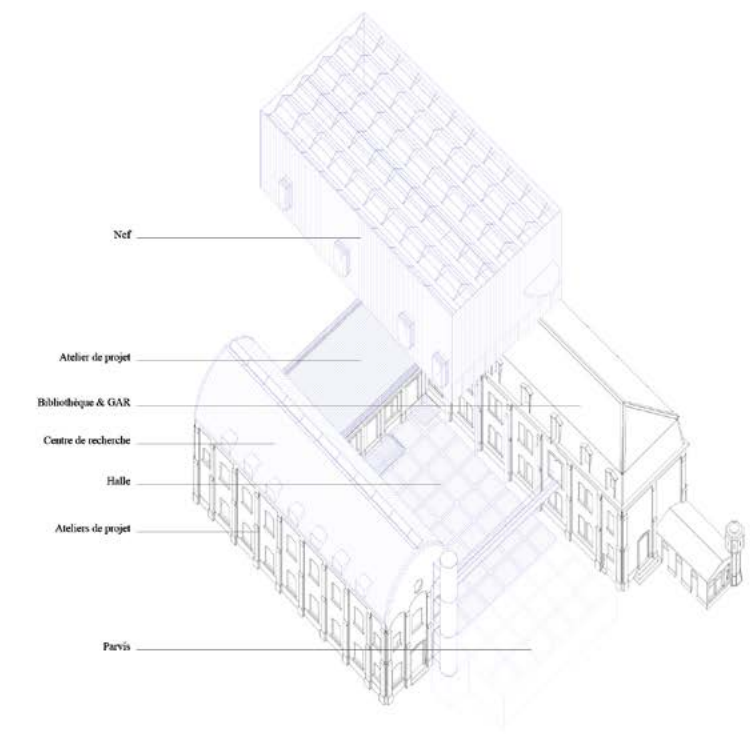 Nef
Atelier de projet
Bibliothèque & GAR
Centre de recherche
Halle
Ateliers de projet
Parvis